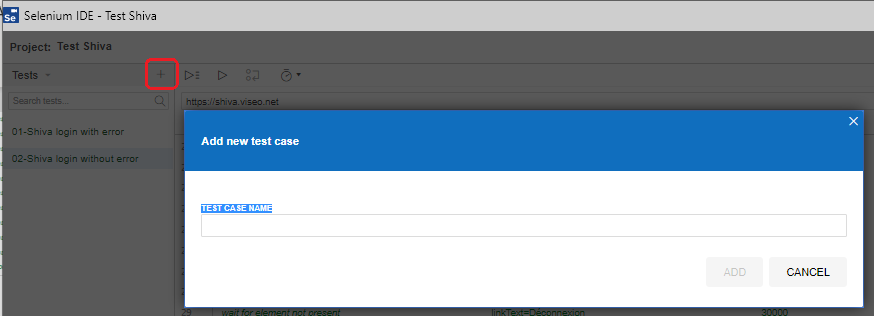 Se Selenium IDE - Test Shiva
Project: Test Shiva
Tests
Search tests...
https://shiva.viseo.net
01-Shiva login with error
02-Shiva login without error
Add new test case
TEST CASE NAME
ADD CANCEL
29 wait for element not present linkText=Déconnexion 30000